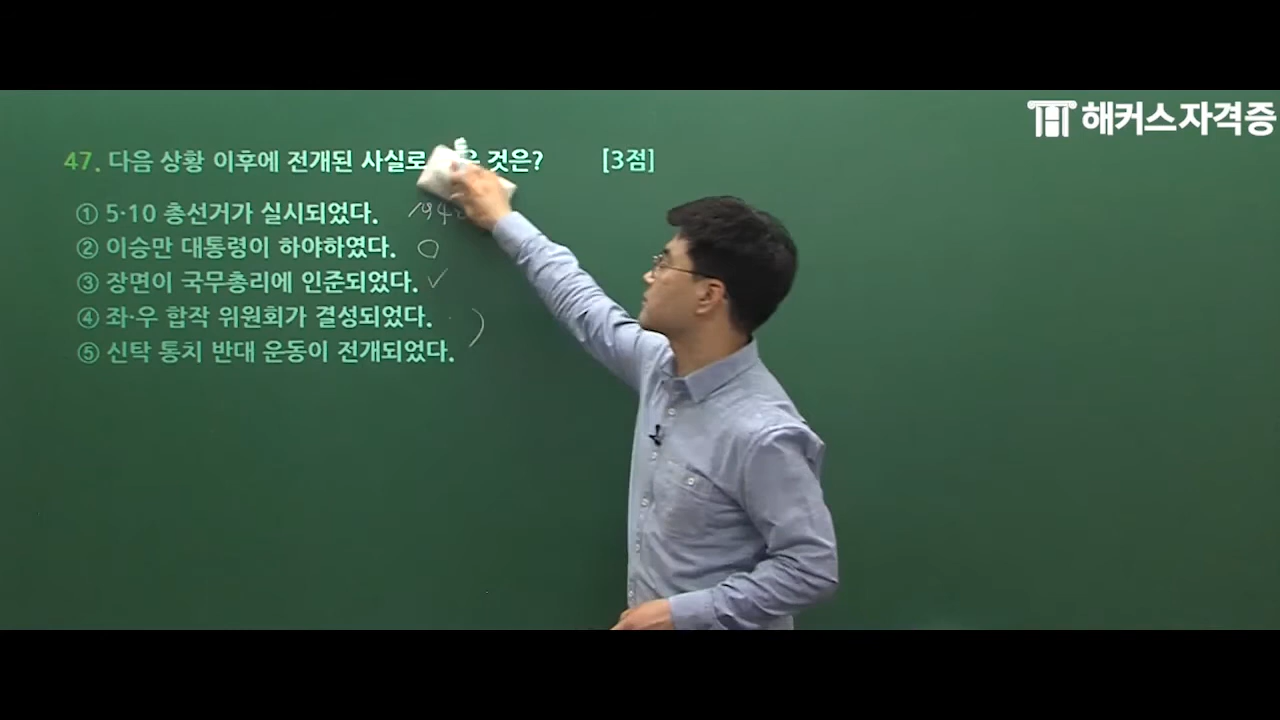 해커스자격증
47. 다음 상황 이후에 전개된 사실로 것은? [3점]
① 5·10 총선거가 실시되었다. 194
② 이승만 대통령이 하야하였다.
③ 장면이 국무총리에 인준되었다.
④ 좌·우 합작 위원회가 결성되었다.
⑤ 신탁 통치 반대 운동이 전개되었다.